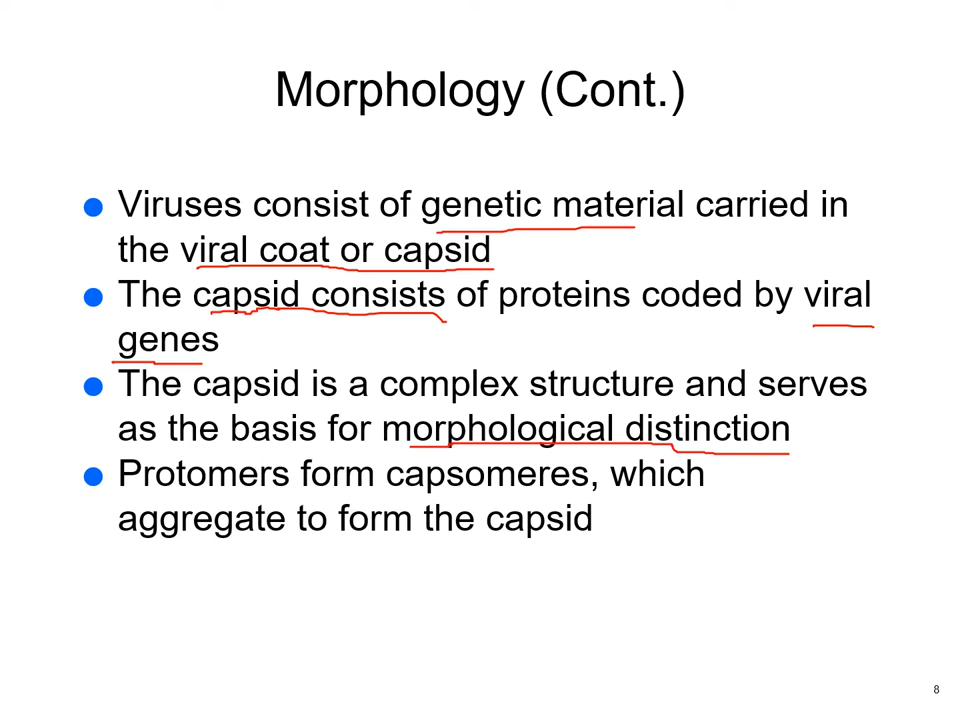 Morphology (Cont.)
● Viruses consist of genetic material carried in
the viral coat or capsid
● The capsid consists of proteins coded by viral
genes
● The capsid is a complex structure and serves
as the basis for morphological distinction
● Protomers form capsomeres, which
aggregate to form the capsid
8